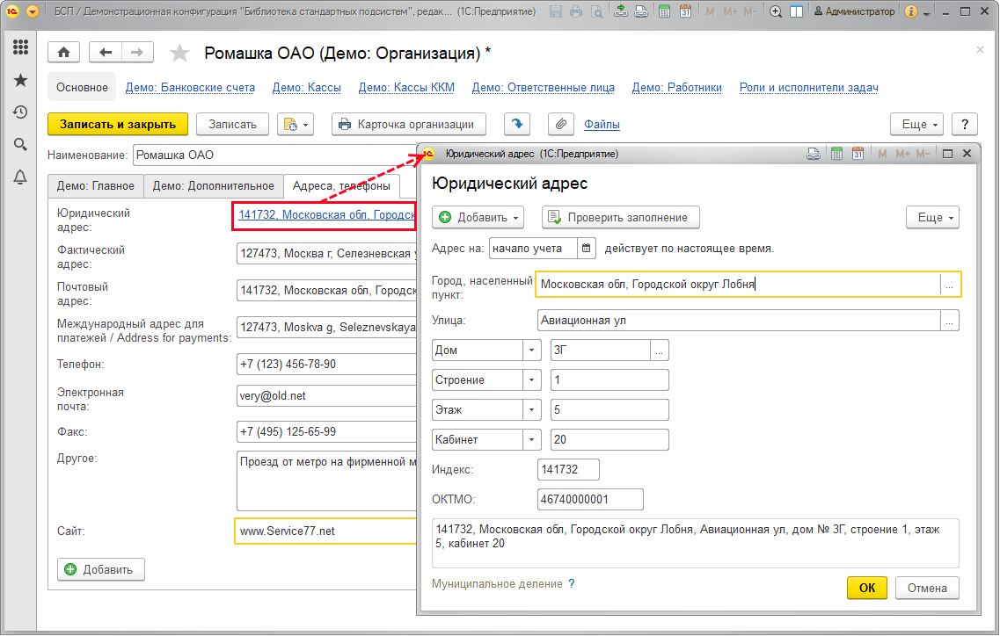 БСП / Демонстрационная конфигурация "Библиотека стандартных подсистем", редак... (1С:Предприятие)
M M+ M-
Администратор
Ромашка ОАО (Демо: Организация) *
Основное Демо: Банковские счета Демо: Кассы Демо: Кассы ККМ Демо: Ответственные лица Демо: Работники Роли и исполнители задач
Записать и закрыть Записать Карточка организации Файлы Еще ?
Наименование: Ромашка ОАО
Демо: Главное Демо: Дополнительное Адреса, телефоны
Юридический
адрес:
141732, Московская обл, Городск
Фактический
адрес:
127473, Москва г, Селезневская
Почтовый
адрес:
141732, Московская обл, Городск
Международный адрес для
платежей / Address for payments:
127473, Moskva g, Seleznevskaya
Телефон: +7 (123) 456-78-90
Электронная
почта:
very@old.net
Факс: +7 (495) 125-65-99
Другое: Проезд от метро на фирменной м
Сайт: www.Service77.net
Добавить
Юридический адрес (1С:Предприятие)
M M+ M-
Юридический адрес
Добавить Проверить заполнение Еще
Адрес на: начало учета действует по настоящее время.
Город, населенный
пункт:
Московская обл, Городской округ Лобня ...
Улица: Авиационная ул ...
Дом 3Г ...
Строение 1
Этаж 5
Кабинет 20
Индекс: 141732
ОКТМО: 46740000001
141732, Московская обл, Городской округ Лобня, Авиационная ул, дом № 3Г, строение 1, этаж
5, кабинет 20
Муниципальное деление ?
ОК Отмена